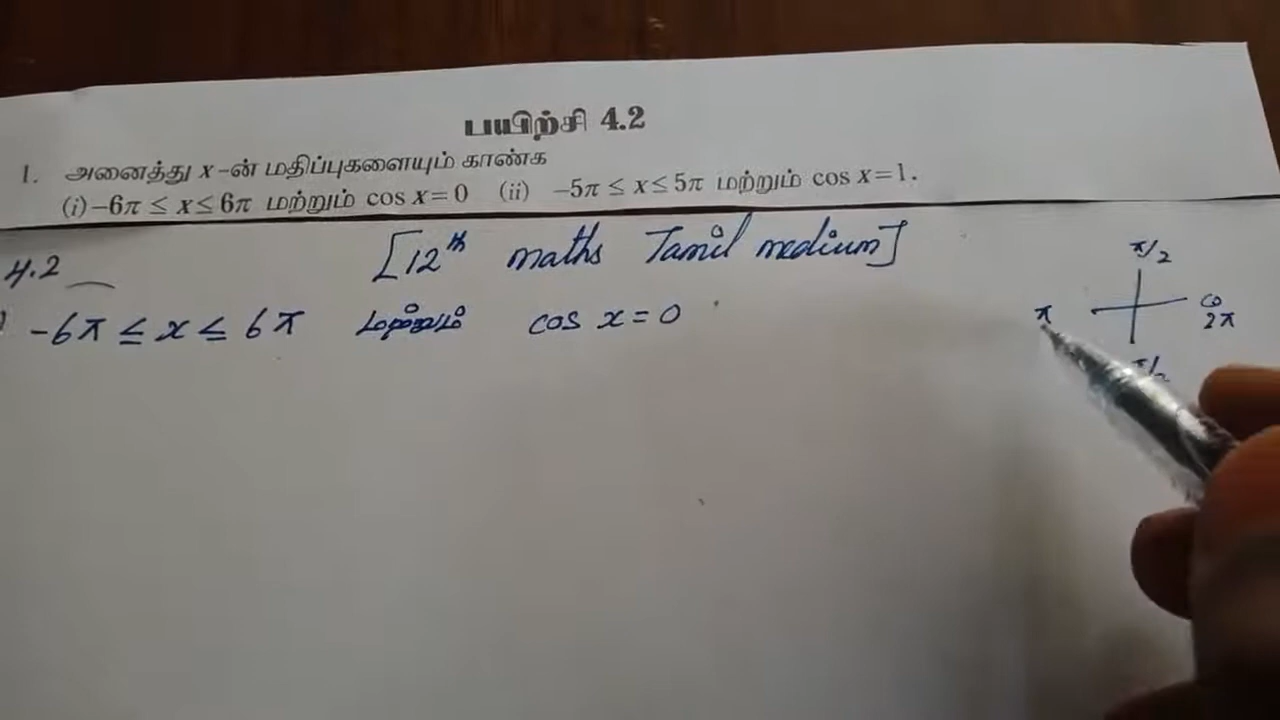 பயிற்சி 4.2
1. அனைத்து x-ன் மதிப்புகளையும் காண்க
(i) -6π ≤ x ≤ 6π மற்றும் cos x = 0 (ii) -5π ≤ x ≤ 5π மற்றும் cos x = 1.
[12th maths Tamil medium]
4.2
-6π ≤ x ≤ 6π மற்றும் cos x = 0
π/2
π
2π